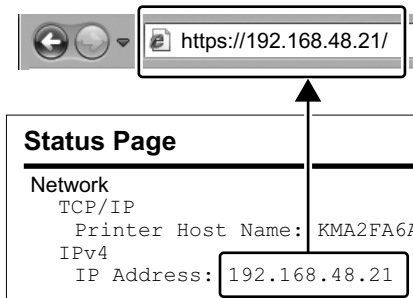 https://192.168.48.21/
Status Page
Network
TCP/IP
Printer Host Name: KMA2FA6
IPv4
IP Address: 192.168.48.21